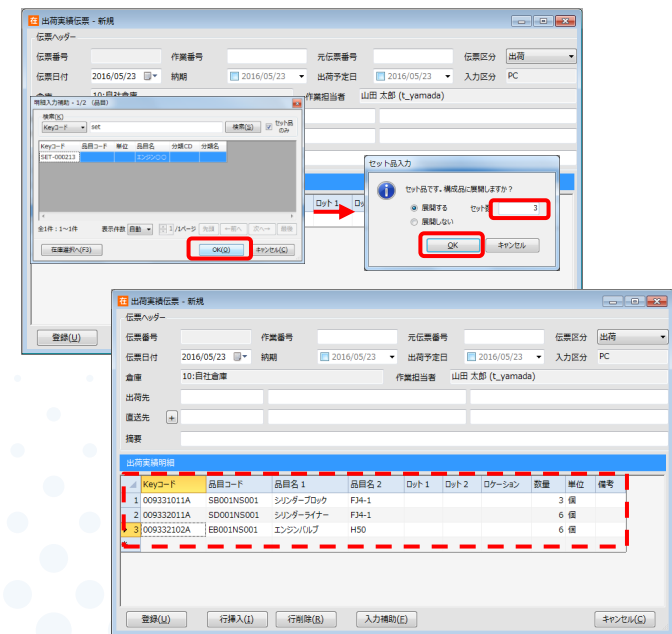 在 出荷実績伝票 - 新規
伝票ヘッダー
伝票番号 作業番号 元伝票番号 伝票区分 出荷
伝票日付 2016/05/23 納期 2016/05/23 出荷予定日 2016/05/23 入力区分 PC
作業担当者 山田 太郎 (t_yamada)
明細入力補助 - 1/2 (品目)
検索(K)
Keyコード set 検索(S) セット品のみ
Keyコード 品目コード 単位 品目名 分類CD 分類名
SET-000213 エンジン○○
全1件:1~1件 表示件数 自動 1 /1ページ 先頭 ←前へ 次へ→ 最後
在庫選択へ(F3) OK(O) キャンセル(C)
ロット 1
セット品入力
セット品です。構成品に展開しますか?
展開する セット数 3
展開しない
OK キャンセル
登録(U)
在 出荷実績伝票 - 新規
伝票ヘッダー
伝票番号 作業番号 元伝票番号 伝票区分 出荷
伝票日付 2016/05/23 納期 2016/05/23 出荷予定日 2016/05/23 入力区分 PC
倉庫 10:自社倉庫 作業担当者 山田 太郎 (t_yamada)
出荷先
直送先 +
摘要
出荷実績明細
Keyコード 品目コード 品目名 1 品目名 2 ロット 1 ロット 2 ロケーション 数量 単位 備考
1 009331011A SB001NS001 シリンダーブロック FJ4-1 3 個
2 009332011A SD001NS001 シリンダーライナー FJ4-1 6 個
3 009332102A EB001NS001 エンジンバルブ H50 6 個
登録(U) 行挿入(I) 行削除(R) 入力補助(E) キャンセル(C)